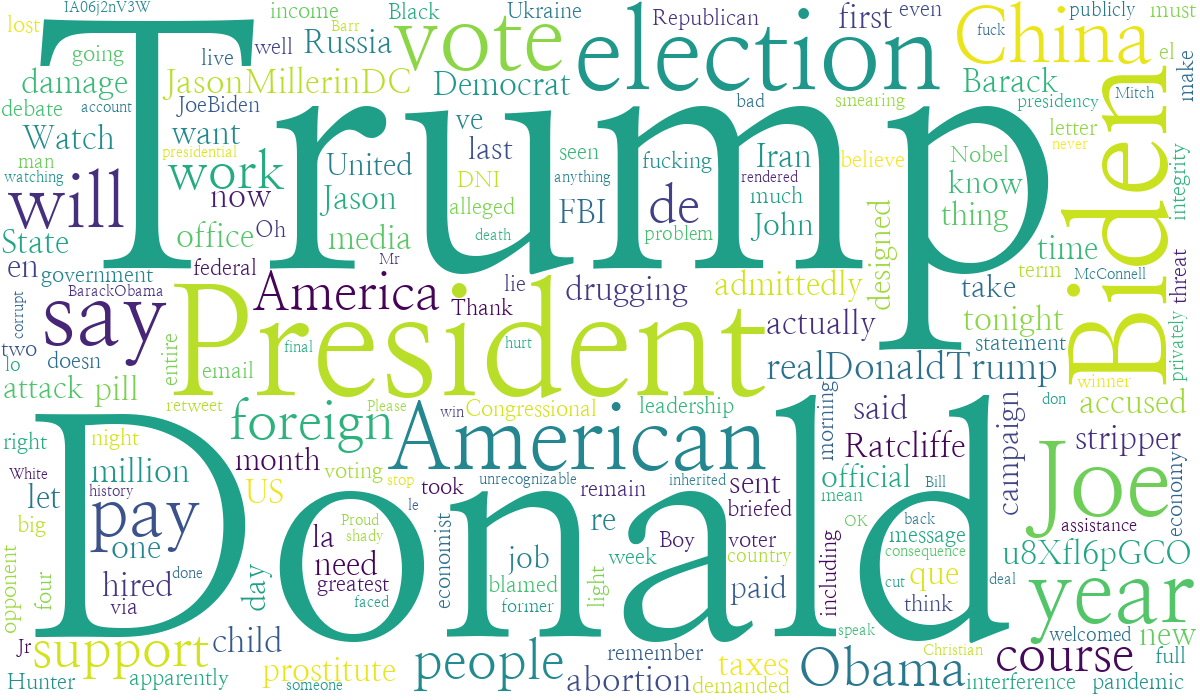 IA06j2nV3W
lost
going
income
Barr
Black
Ukraine
Republican
first
even
publicly
must
fuck
China
el
make
live
well
Russia
vote
election
damage
JasonMillerinDC
Democrat
Barack
debate
account
JoeBiden
bad
smearing
presidency
Mitch
Watch
presidential
want
ve
letter
never
man
watching
work
United
last
seen
fucking
Iran
believe
Nobel
integrity
Trump
will
now
Jason
DNI
anything
rendered
much
know
Biden
State
office
Oh
media
alleged
FBI
de
problem
John
thing
designed
time
en
government
federal
Mr
death
term
McConnell
threat
BarackObama
America
Thank
lie
drugging
admittedly
take
corrupt
say
President
actually
tonight
two
doesn
entire
final
hurt
statement
privately
lo
email
realDonaldTrump
attack
pill
retweet
Please
win
Congressional
leadership
morning
said
campaign
don
winner
accused
right
night
foreign
American
Ratcliffe
stripper
White
million
month
voting
stop
unrecognizable
inherited
sent
official
Joe
economy
let
history
US
took
remain
briefed
mean
Bill
big
pay
le
re
OK
back
assistance
one
Proud
shady
economist
Boy
voter
message
opponent
la
job
week
country
consequence
u8Xfl6pGCO
four
hired
need
greatest
blamed
light
paid
including
que
cut
deal
via
done
day
faced
former
think
year
Donald
Jr
support
child
speak
welcomed
new
people
remember
taxes
Obama
Christian
course
full
Hunter
apparently
prostitute
someone
abortion
demanded
interference
pandemic